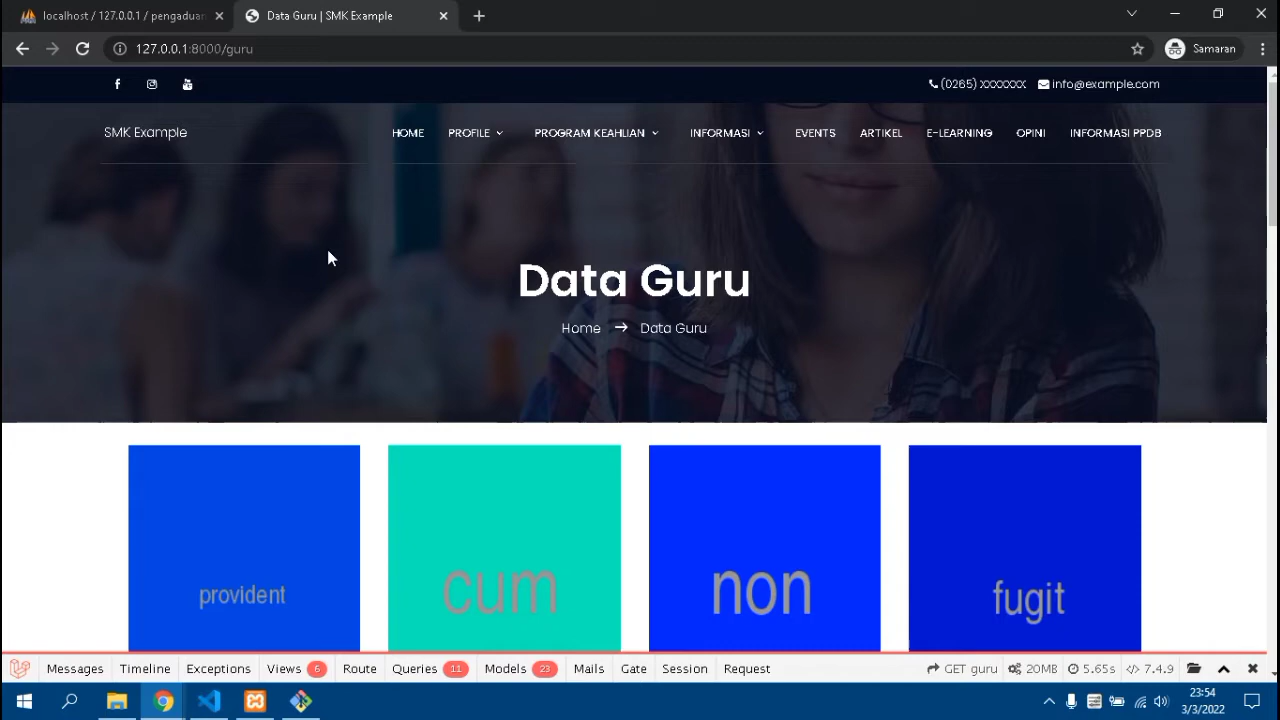 localhost / 127.0.0.1 / pengaduan
Data Guru | SMK Example
127.0.0.1:8000/guru
Samaran
(0265) XXXXXXX info@example.com
SMK Example
HOME PROFILE PROGRAM KEAHLIAN INFORMASI EVENTS ARTIKEL E-LEARNING OPINI INFORMASI PPDB
Data Guru
Home → Data Guru
provident
cum
non
fugit
Messages Timeline Exceptions Views 6 Route Queries 11 Models 23 Mails Gate Session Request GET guru 20MB 5.65s 7.4.9
23:54
3/3/2022